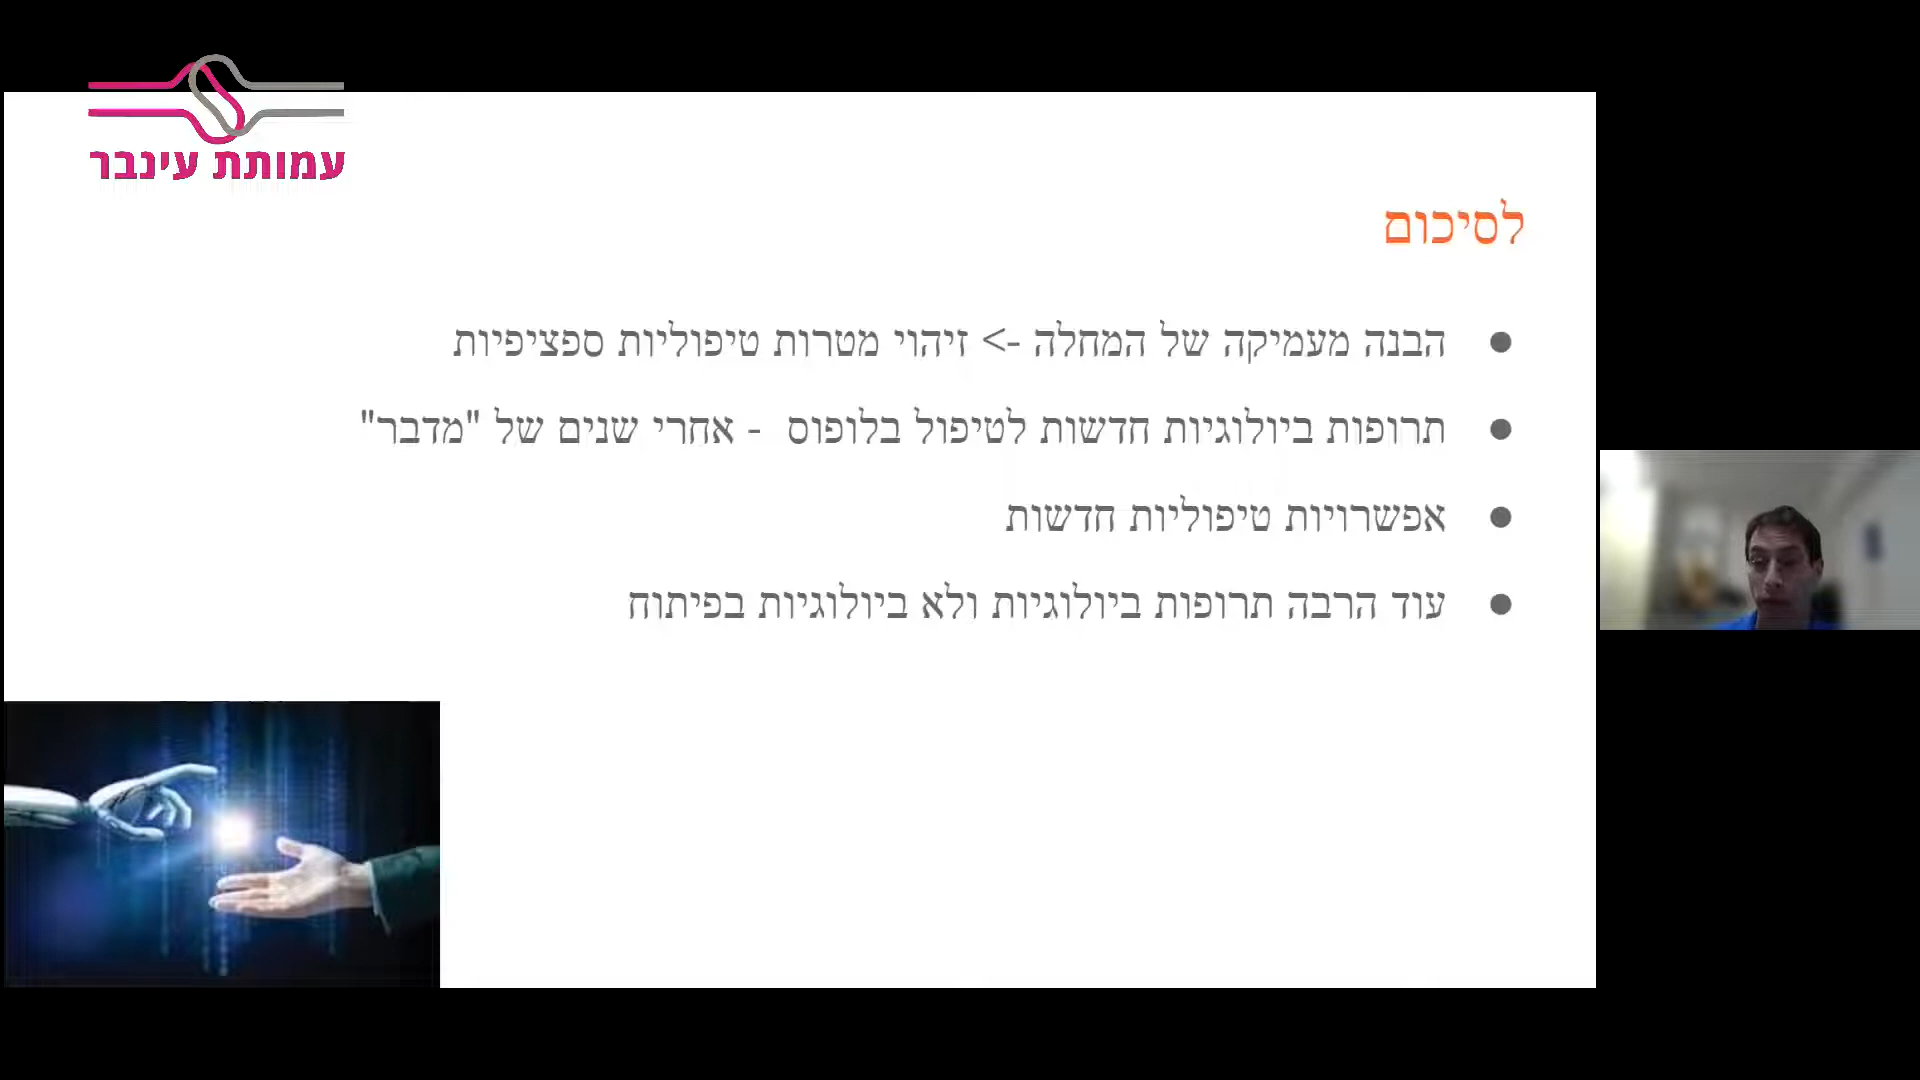 עמותת עינבר
לסיכום
● הבנה מעמיקה של המחלה -> זיהוי מטרות טיפוליות ספציפיות
● תרופות ביולוגיות חדשות לטיפול בלופוס - אחרי שנים של "מדבר"
● אפשרויות טיפוליות חדשות
● עוד הרבה תרופות ביולוגיות ולא ביולוגיות בפיתוח